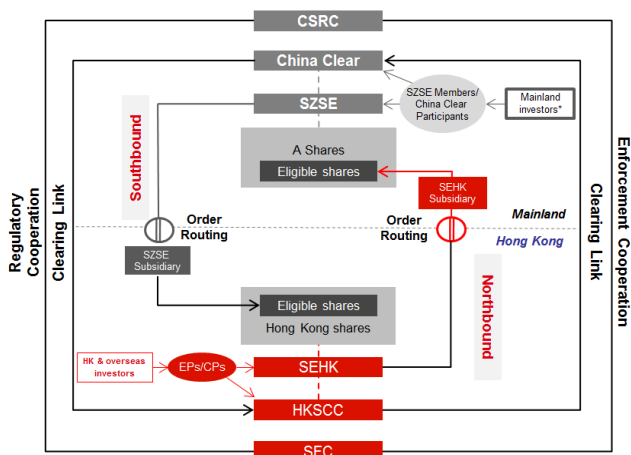 CSRC
China Clear
SZSE
SZSE Members/
China Clear
Participants
Mainland
investors*
A Shares
Eligible shares
Southbound
SEHK
Subsidiary
Order
Routing
Order
Routing
Mainland
Hong Kong
SZSE
Subsidiary
Regulatory
Cooperation
Clearing Link
Clearing Link
Enforcement Cooperation
Eligible shares
Hong Kong shares
Northbound
HK & overseas
investors
EPs/CPs
SEHK
HKSCC
SFC